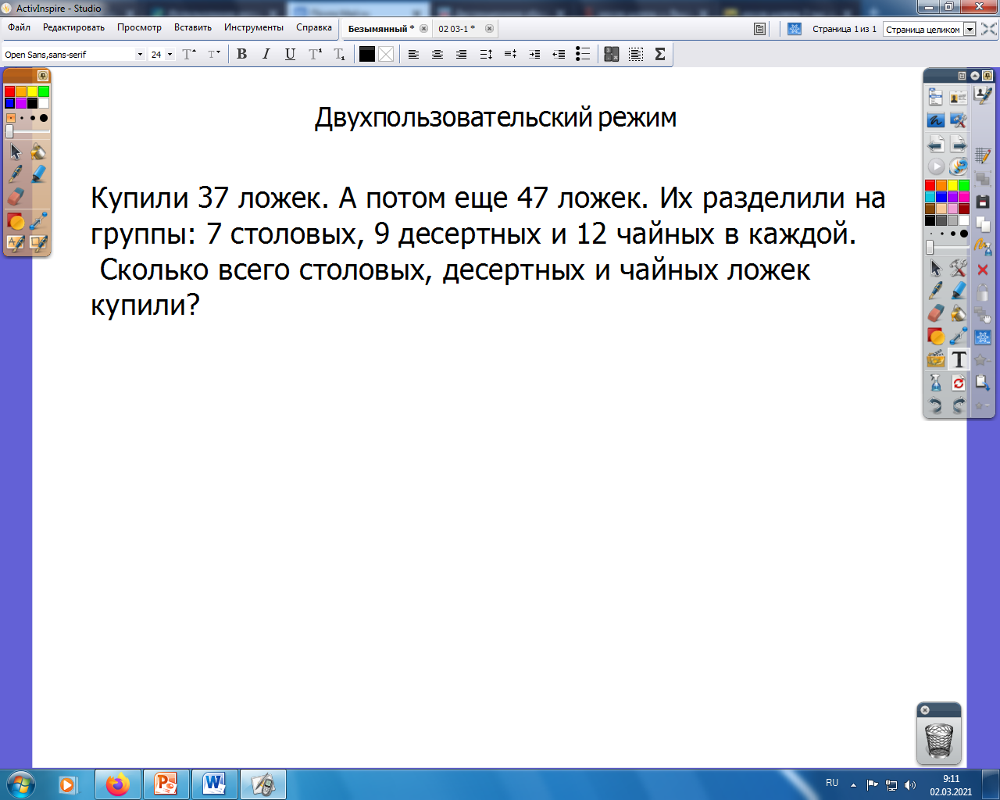 ActivInspire - Studio
Файл Редактировать Просмотр Вставить Инструменты Справка Безымянный * 02 03-1 * Страница 1 из 1 Страница целиком
Open Sans,sans-serif 24
Двухпользовательский режим
Купили 37 ложек. А потом еще 47 ложек. Их разделили на
группы: 7 столовых, 9 десертных и 12 чайных в каждой.
Сколько всего столовых, десертных и чайных ложек
купили?
RU 9:11
02.03.2021